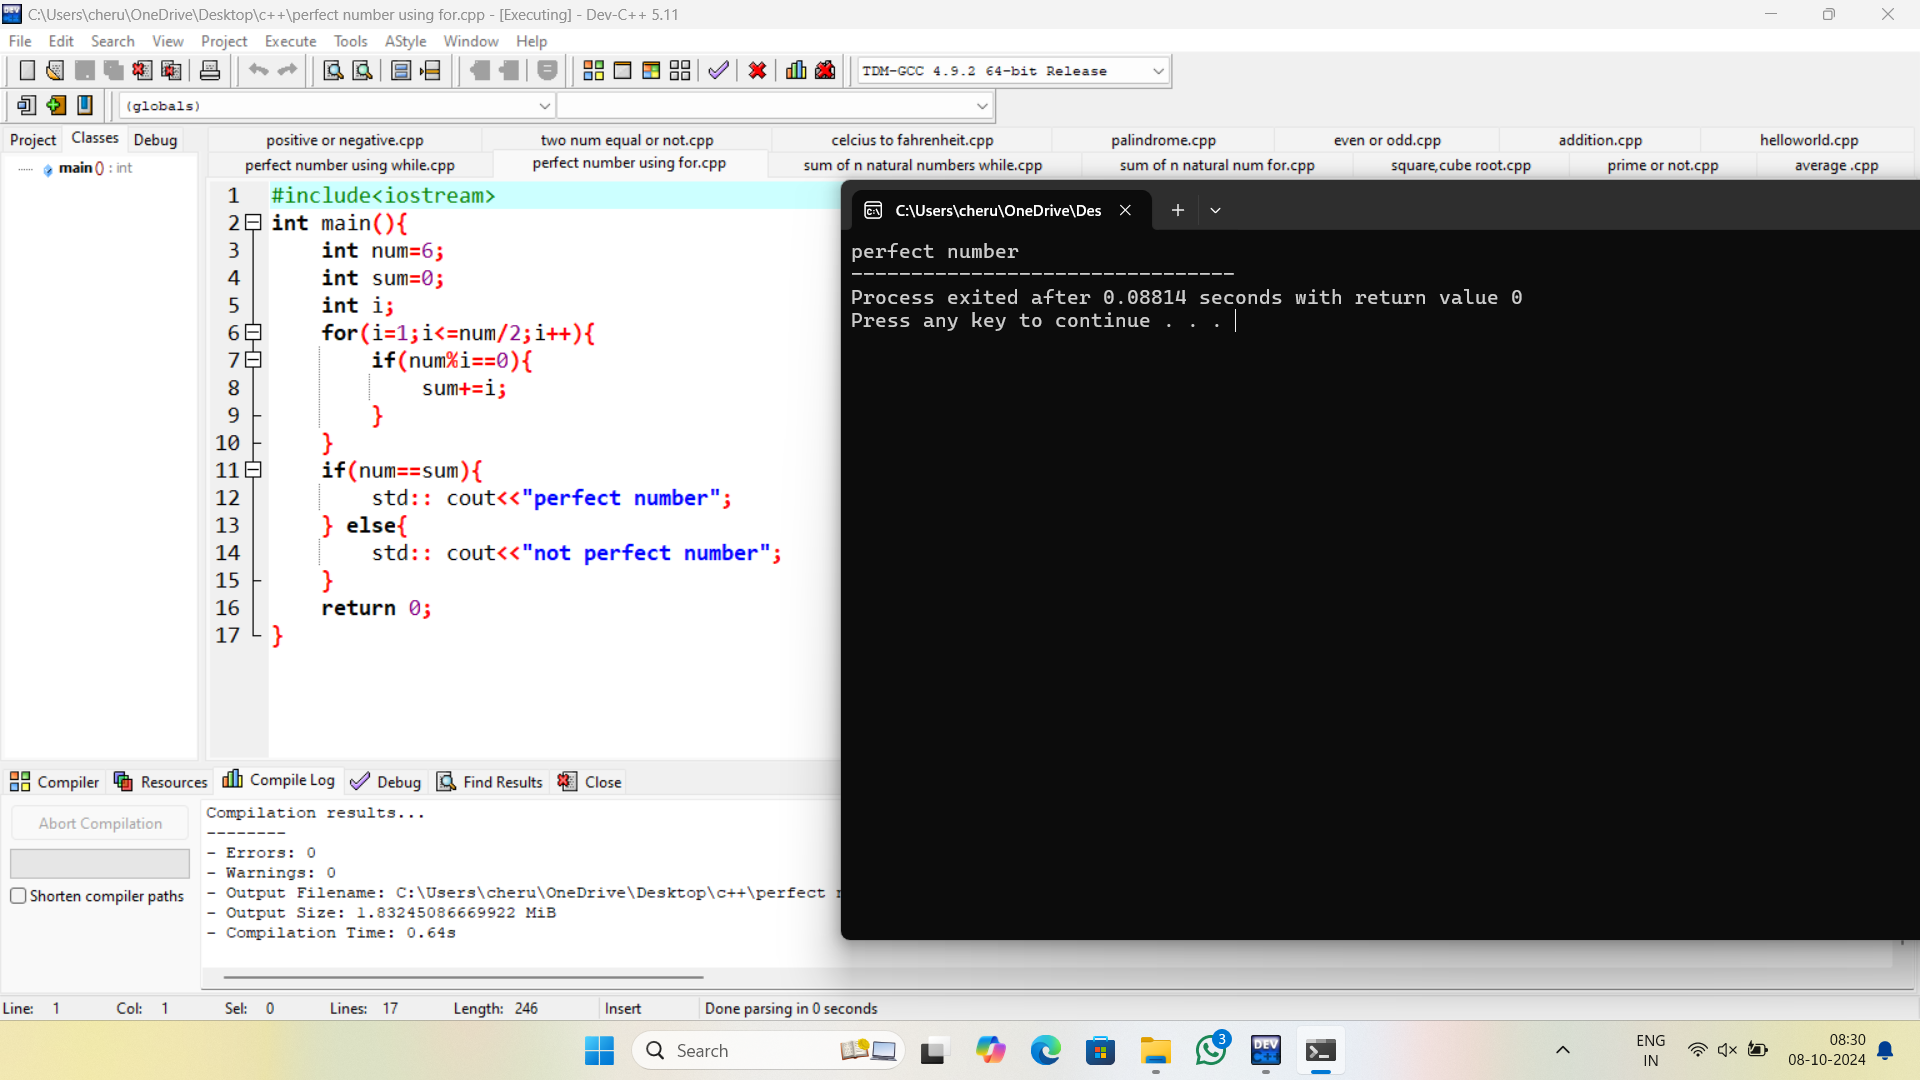 C:\Users\cheru\OneDrive\Desktop\c++\perfect number using for.cpp - [Executing] - Dev-C++ 5.11
File Edit Search View Project Execute Tools AStyle Window Help
TDM-GCC 4.9.2 64-bit Release
(globals)
Project Classes Debug
positive or negative.cpp two num equal or not.cpp celcius to fahrenheit.cpp palindrome.cpp even or odd.cpp addition.cpp helloworld.cpp
perfect number using while.cpp perfect number using for.cpp sum of n natural numbers while.cpp sum of n natural num for.cpp square,cube root.cpp prime or not.cpp average .cpp
main () : int
1 #include<iostream>
2 int main(){
3 int num=6;
4 int sum=0;
5 int i;
6 for(i=1;i<=num/2;i++){
7 if(num%i==0){
8 sum+=i;
9 }
10 }
11 if(num==sum){
12 std:: cout<<"perfect number";
13 } else{
14 std:: cout<<"not perfect number";
15 }
16 return 0;
17 }
C:\Users\cheru\OneDrive\Des
perfect number
--------------------------------
Process exited after 0.08814 seconds with return value 0
Press any key to continue . . .
Compiler Resources Compile Log Debug Find Results Close
Abort Compilation
Shorten compiler paths
Compilation results...
--------
- Errors: 0
- Warnings: 0
- Output Filename: C:\Users\cheru\OneDrive\Desktop\c++\perfect
- Output Size: 1.83245086669922 MiB
- Compilation Time: 0.64s
Line: 1 Col: 1 Sel: 0 Lines: 17 Length: 246 Insert Done parsing in 0 seconds
Search
DEV
C++
3
ENG
IN
08:30
08-10-2024